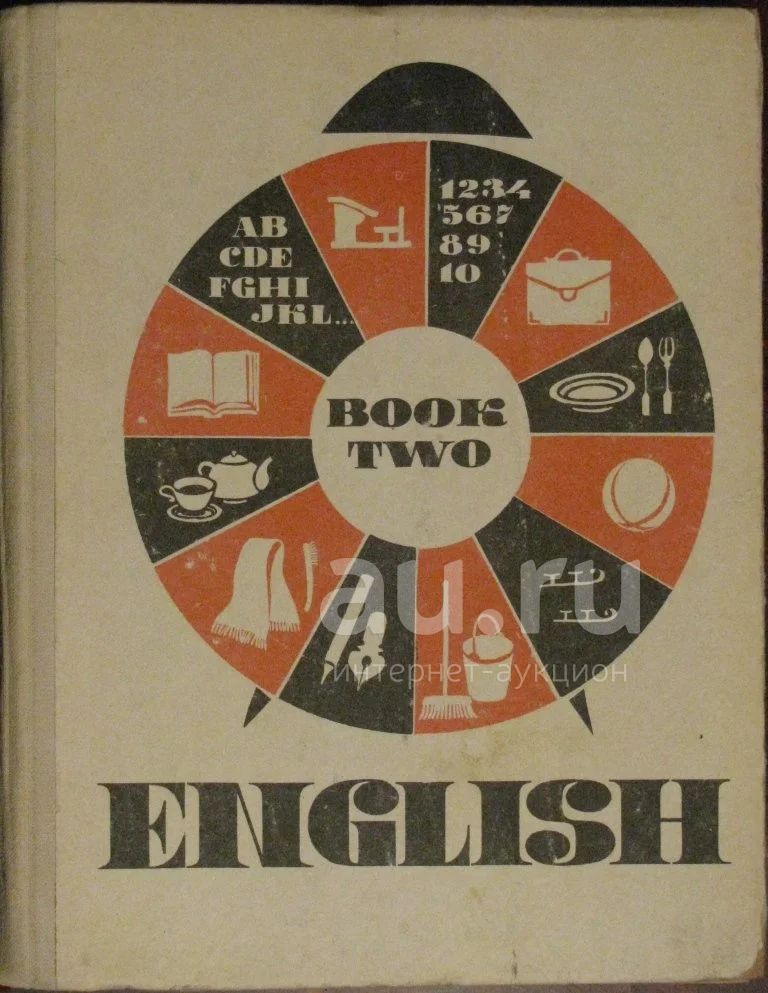 1234
567
89
10
AB
CDE
FGHI
JKL...
BOOK
TWO
au.ru
интернет-аукцион
ENGLISH